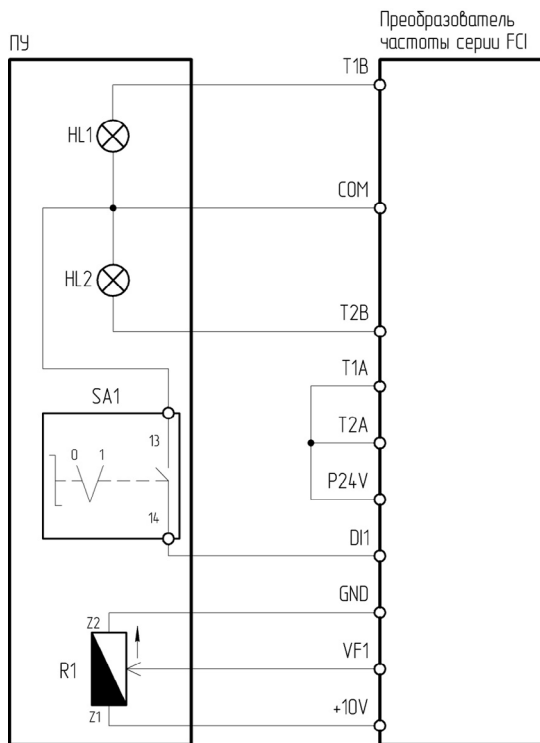 Преобразователь
частоты серии FCI
ПУ
T1B
HL1
COM
HL2
T2B
T1A
SA1
T2A
13
0 1
P24V
14
DI1
GND
Z2
VF1
R1
+10V
Z1